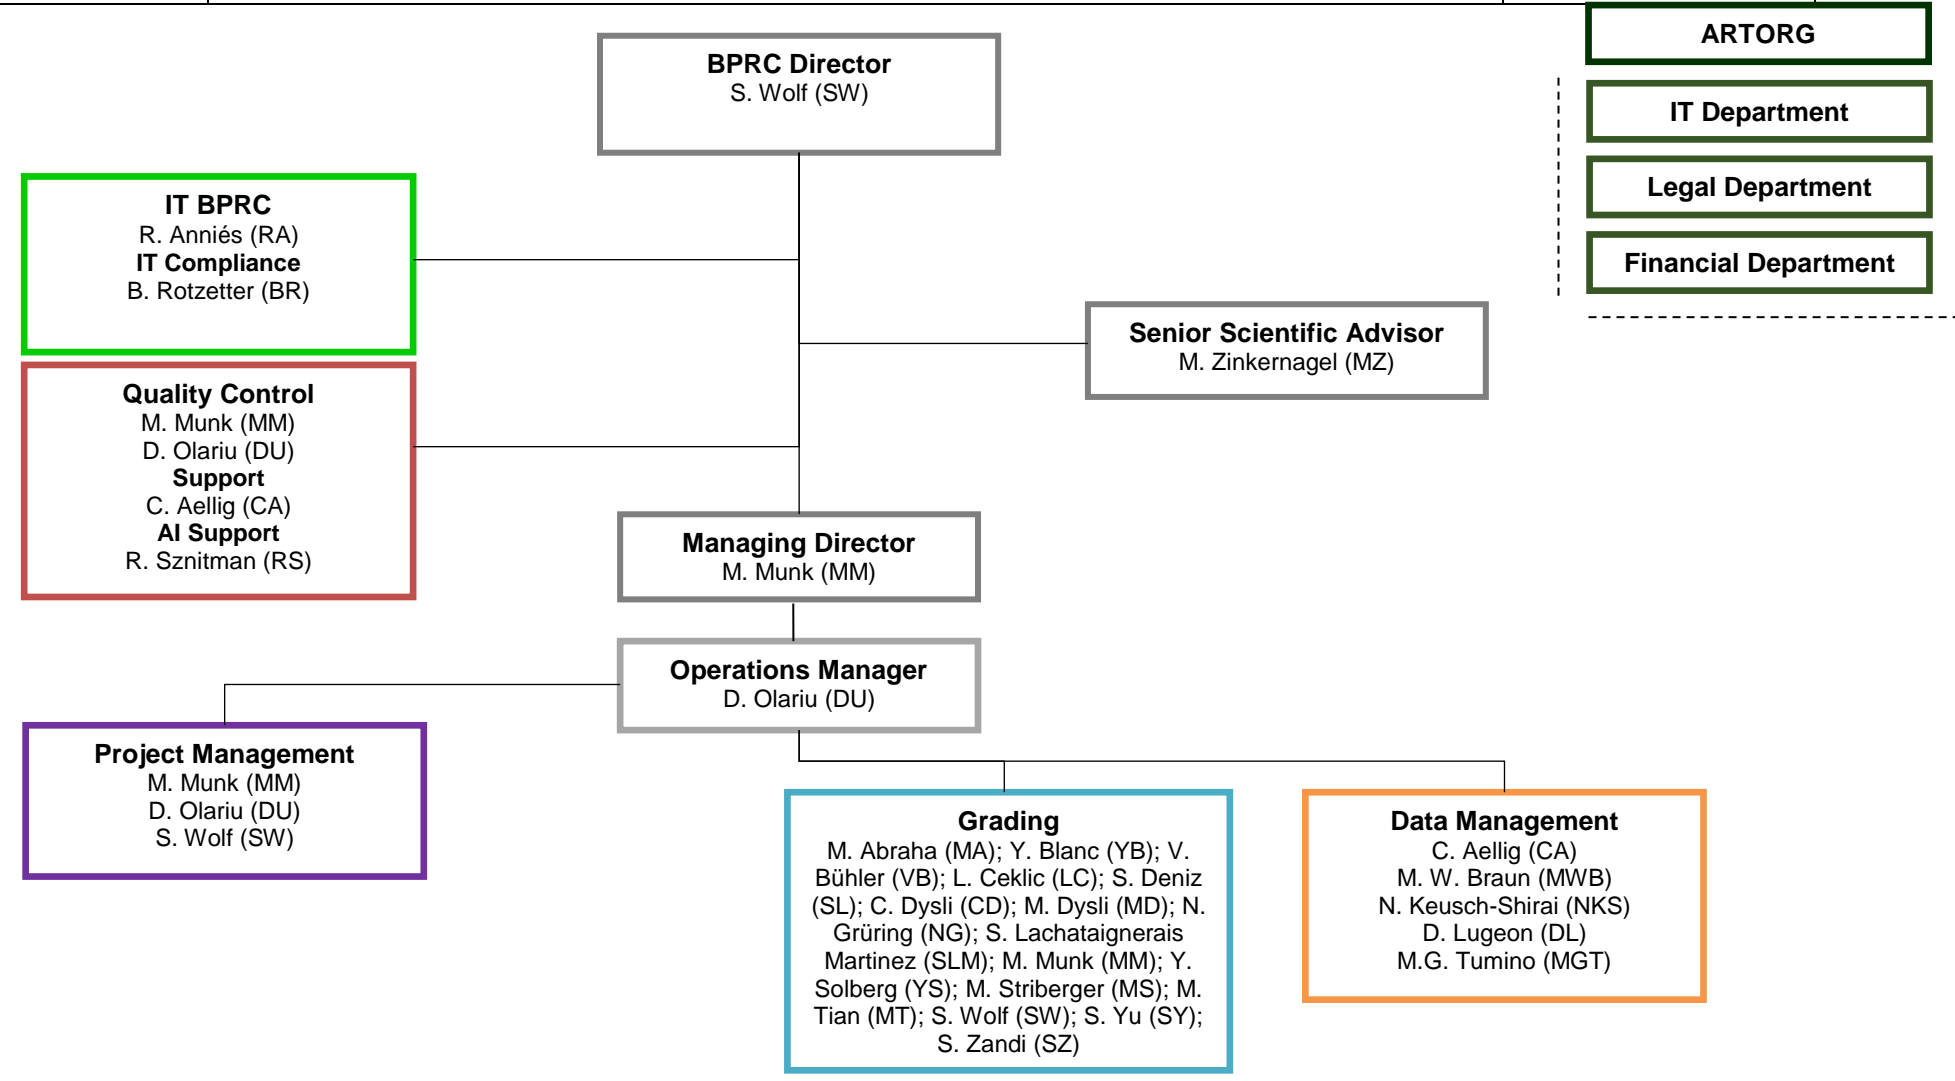 ARTORG
BPRC Director
S. Wolf (SW)
IT Department
Legal Department
Financial Department
IT BPRC
R. Anniés (RA)
IT Compliance
B. Rotzetter (BR)
Senior Scientific Advisor
M. Zinkernagel (MZ)
Quality Control
M. Munk (MM)
D. Olariu (DU)
Support
C. Aellig (CA)
AI Support
R. Sznitman (RS)
Managing Director
M. Munk (MM)
Operations Manager
D. Olariu (DU)
Project Management
M. Munk (MM)
D. Olariu (DU)
S. Wolf (SW)
Grading
M. Abraha (MA); Y. Blanc (YB); V.
Bühler (VB); L. Ceklic (LC); S. Deniz
(SL); C. Dysli (CD); M. Dysli (MD); N.
Grüring (NG); S. Lachataignerais
Martinez (SLM); M. Munk (MM); Y.
Solberg (YS); M. Striberger (MS); M.
Tian (MT); S. Wolf (SW); S. Yu (SY);
S. Zandi (SZ)
Data Management
C. Aellig (CA)
M. W. Braun (MWB)
N. Keusch-Shirai (NKS)
D. Lugeon (DL)
M.G. Tumino (MGT)